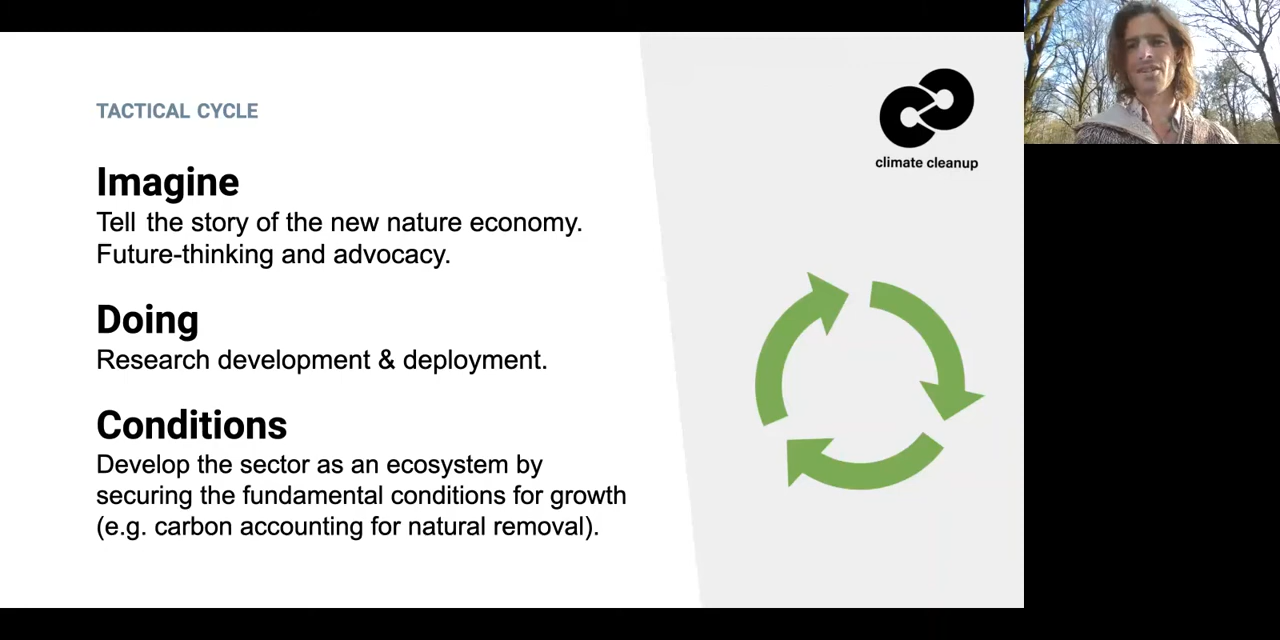 TACTICAL CYCLE
Imagine
Tell the story of the new nature economy.
Future-thinking and advocacy.
Doing
Research development & deployment.
Conditions
Develop the sector as an ecosystem by
securing the fundamental conditions for growth
(e.g. carbon accounting for natural removal).
climate cleanup